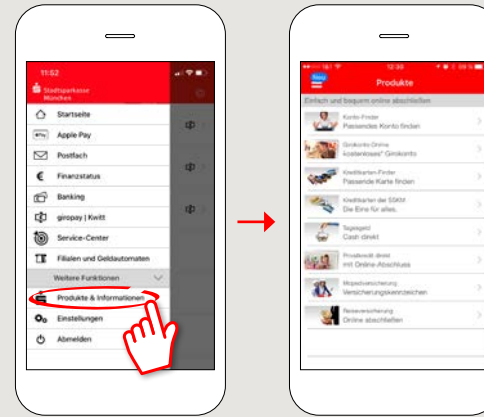 11:52
Stadtsparkasse
München
Startseite
Pay
Apple Pay
Postfach
Finanzstatus
Banking
giropay | Kwitt
Service-Center
Filialen und Geldautomaten
Weitere Funktionen
Produkte & Informationen
Einstellungen
Abmelden
12:39
Neu
Produkte
Einfach und bequem online abschließen
Konto-Finder
Passendes Konto finden
Girokonto Online
kostenloses* Girokonto
Kreditkarten-Finder
Passende Karte finden
Kreditkarten der SSKM
Die Eine für alles.
Tagesgeld
Cash direkt
Privatkredit direkt
mit Online-Abschluss
Mopedversicherung
Versicherungskennzeichen
Reiseversicherung
Online abschließen